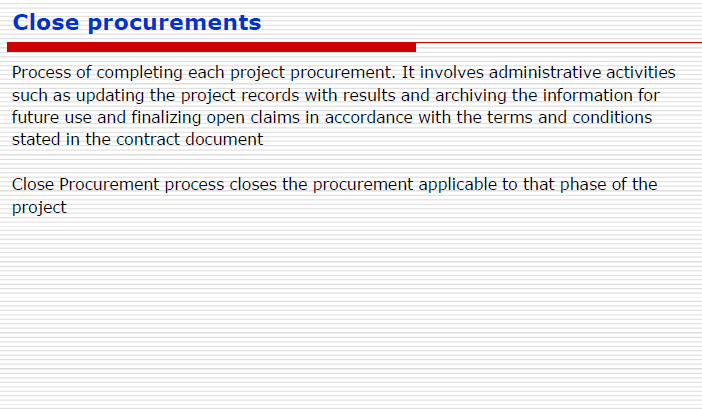 Close procurements
Process of completing each project procurement. It involves administrative activities
such as updating the project records with results and archiving the information for
future use and finalizing open claims in accordance with the terms and conditions
stated in the contract document
Close Procurement process closes the procurement applicable to that phase of the
project